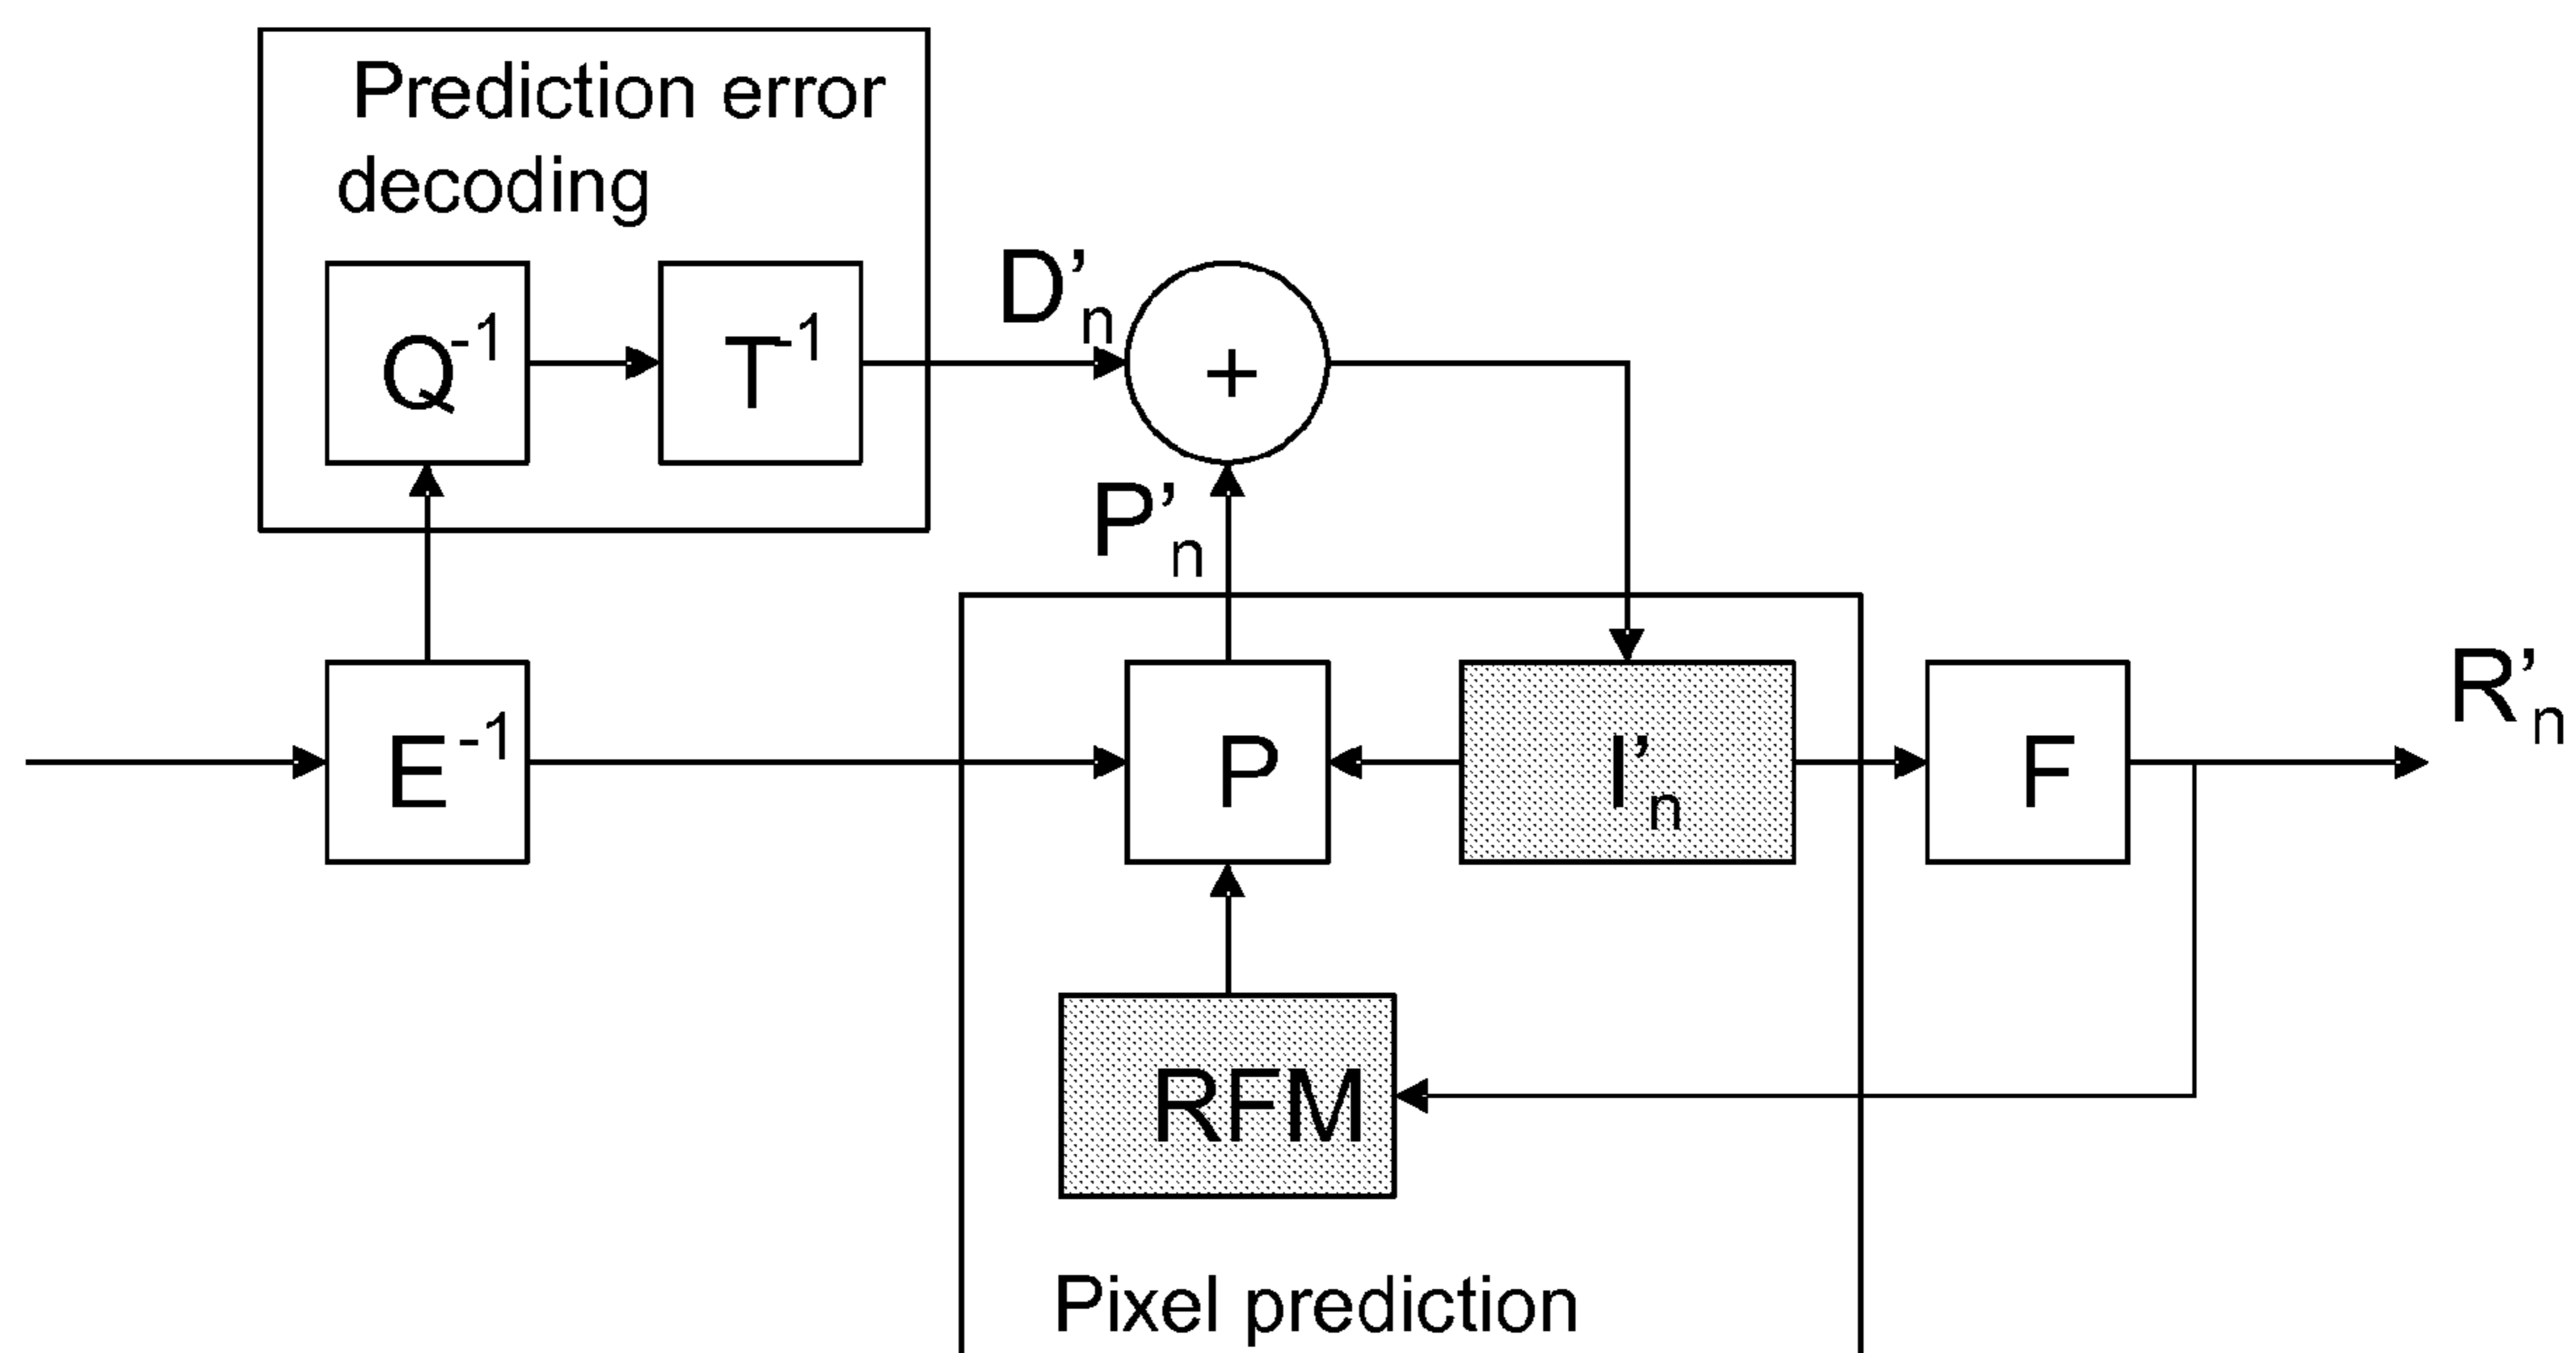 Prediction error
decoding
Q⁻¹
T⁻¹
D'ₙ
+
P'ₙ
E⁻¹
P
I'ₙ
F
R'ₙ
RFM
Pixel prediction